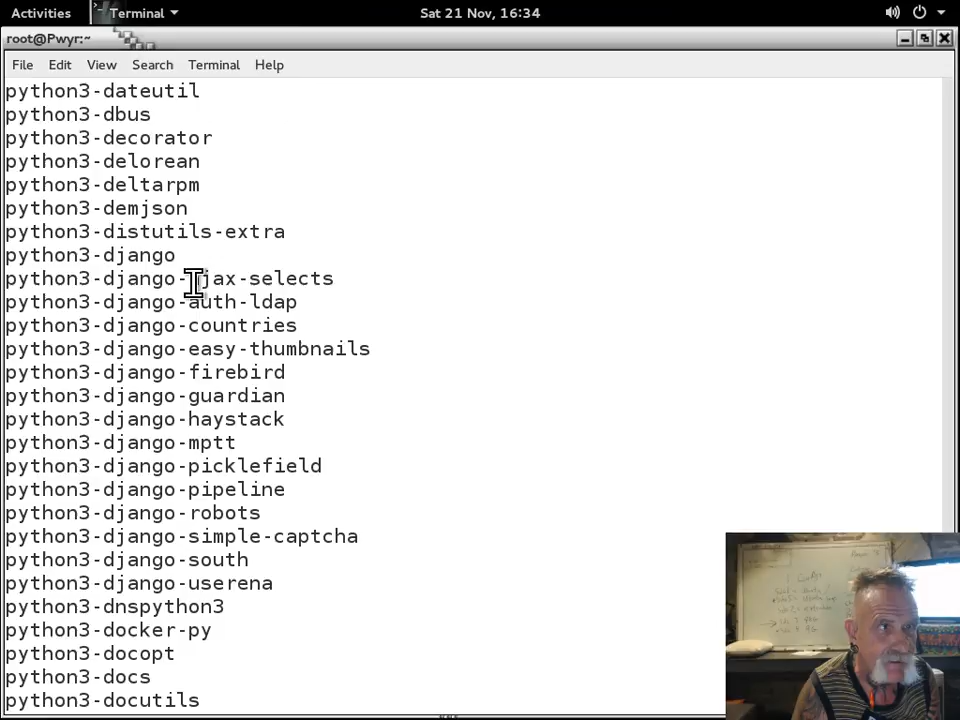 Activities
Terminal
Sat 21 Nov, 16:34
root@Pwyr:~
File Edit View Search Terminal Help
python3-dateutil
python3-dbus
python3-decorator
python3-delorean
python3-deltarpm
python3-demjson
python3-distutils-extra
python3-django
python3-django-ajax-selects
python3-django-auth-ldap
python3-django-countries
python3-django-easy-thumbnails
python3-django-firebird
python3-django-guardian
python3-django-haystack
python3-django-mptt
python3-django-picklefield
python3-django-pipeline
python3-django-robots
python3-django-simple-captcha
python3-django-south
python3-django-userena
python3-dnspython3
python3-docker-py
python3-docopt
python3-docs
python3-docutils